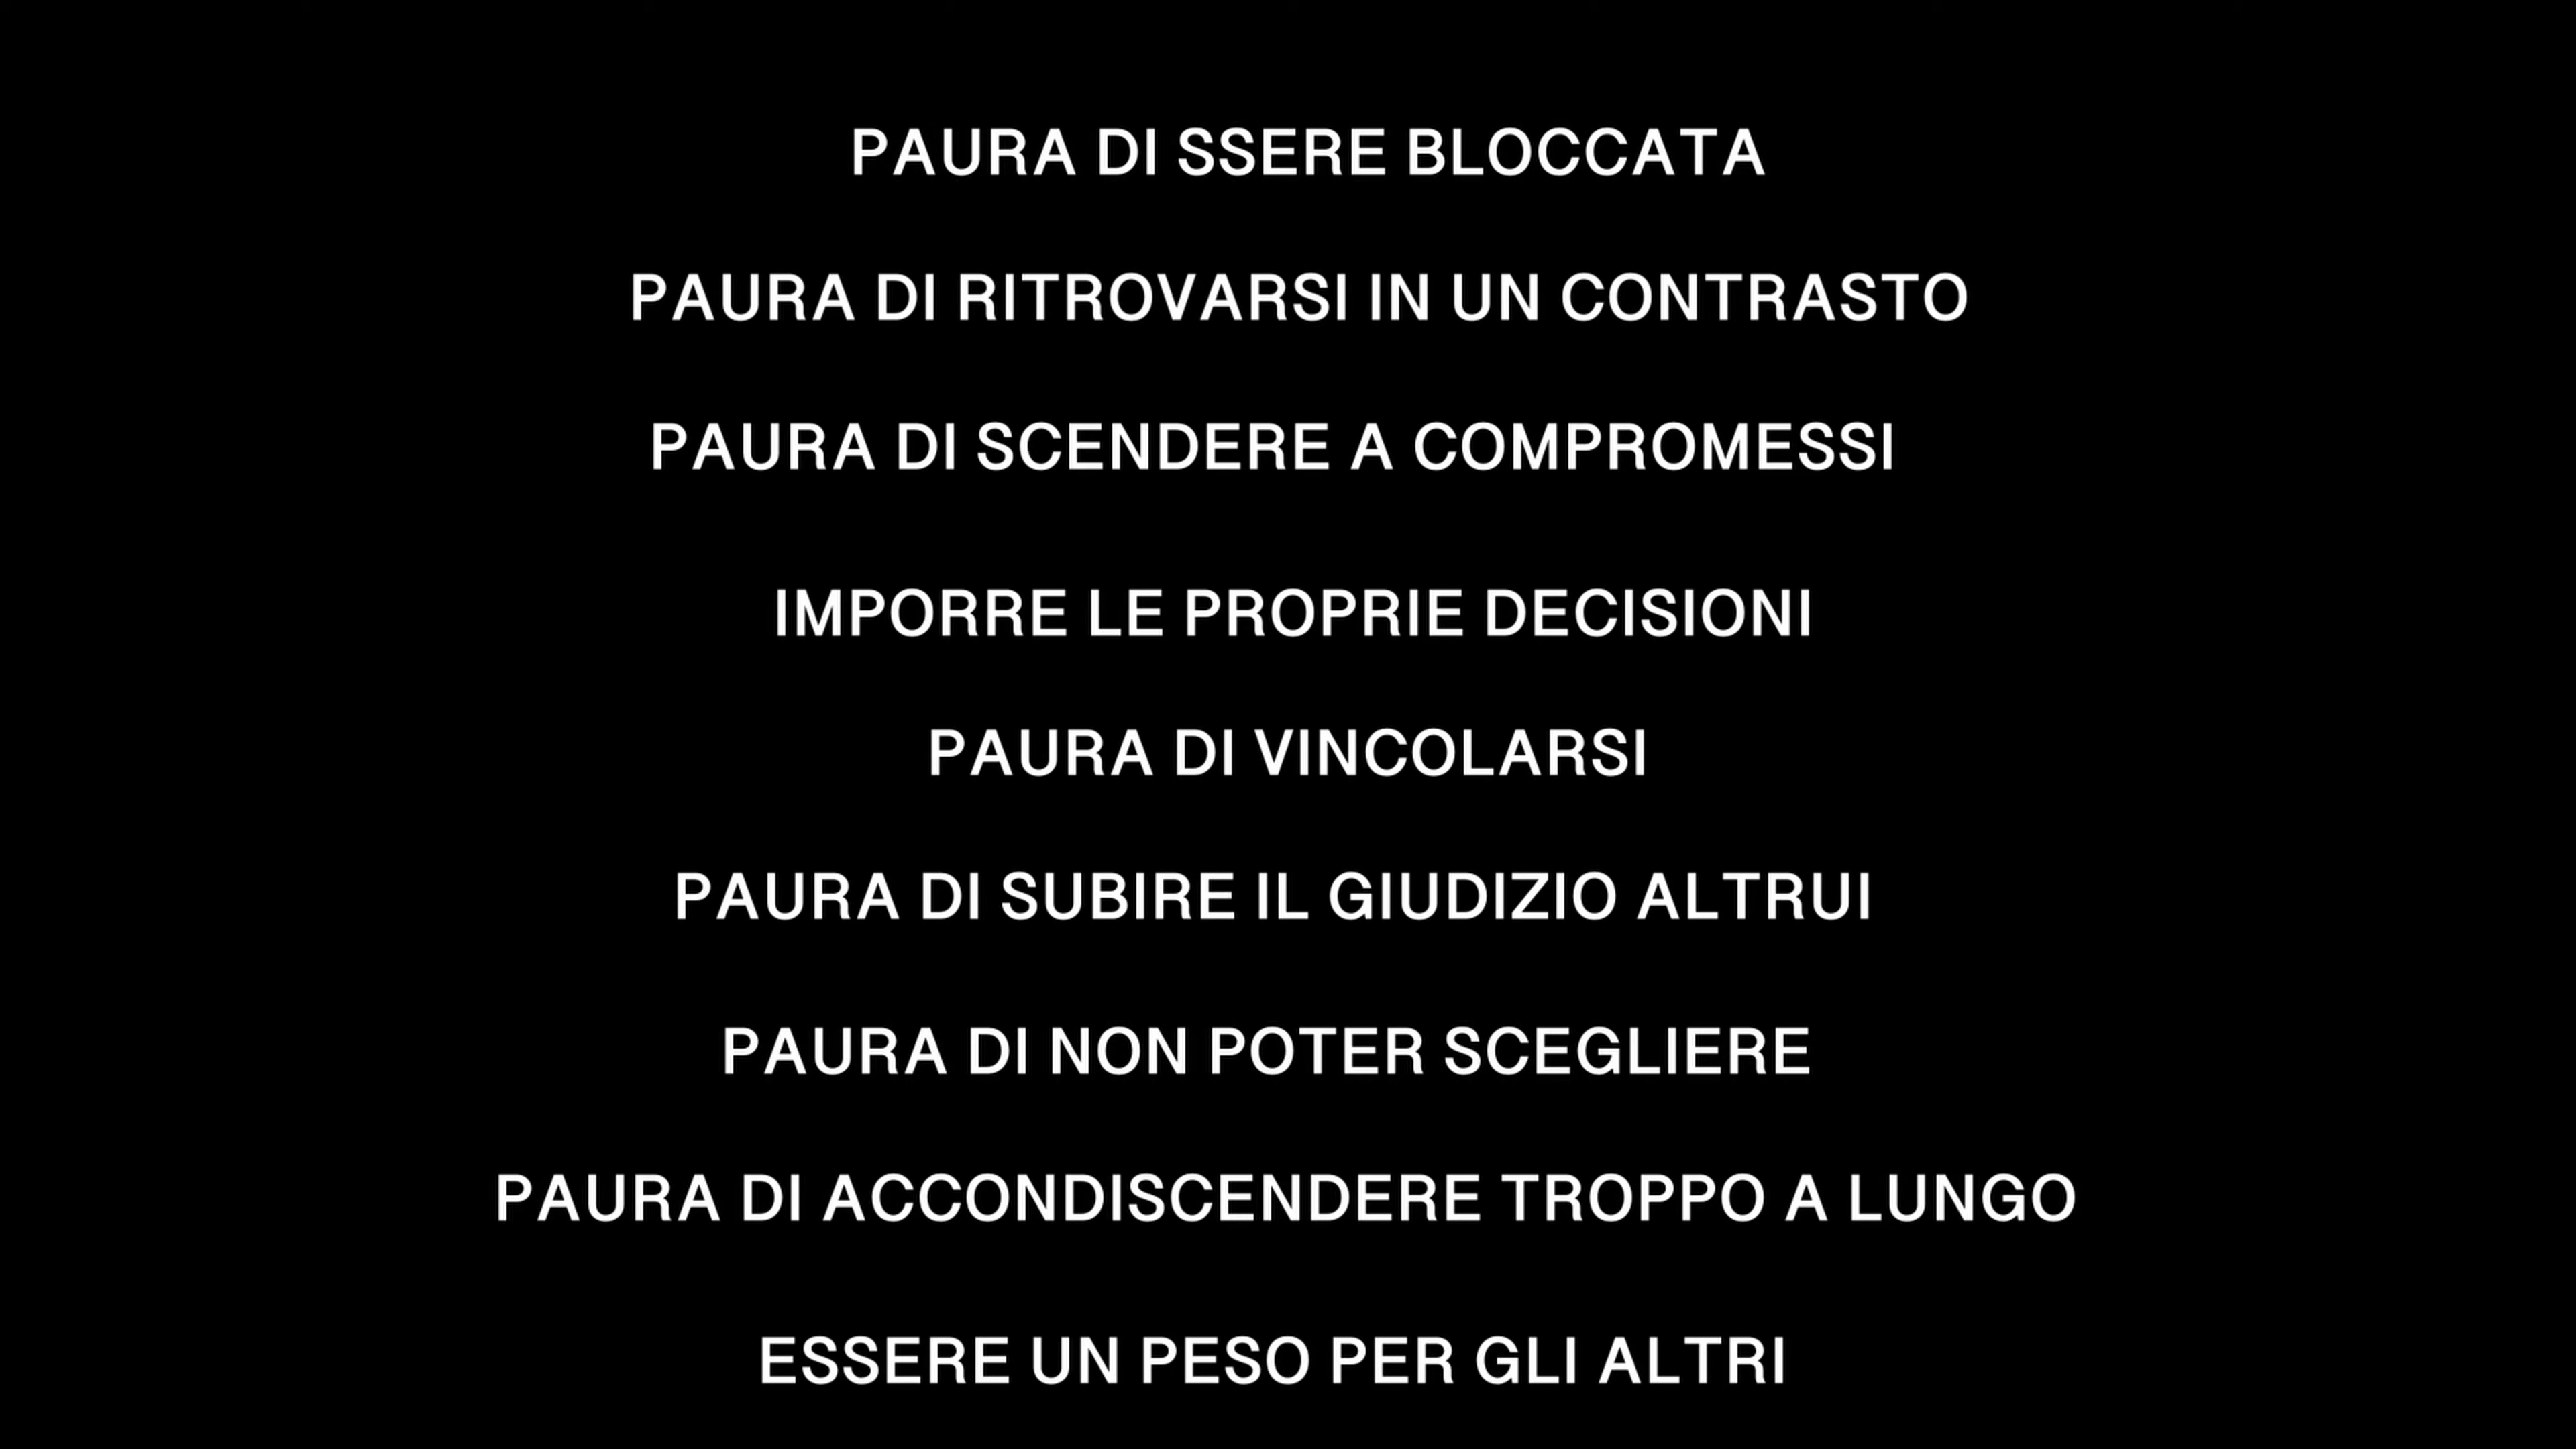 PAURA DI SSERE BLOCCATA
PAURA DI RITROVARSI IN UN CONTRASTO
PAURA DI SCENDERE A COMPROMESSI
IMPORRE LE PROPRIE DECISIONI
PAURA DI VINCOLARSI
PAURA DI SUBIRE IL GIUDIZIO ALTRUI
PAURA DI NON POTER SCEGLIERE
PAURA DI ACCONDISCENDERE TROPPO A LUNGO
ESSERE UN PESO PER GLI ALTRI